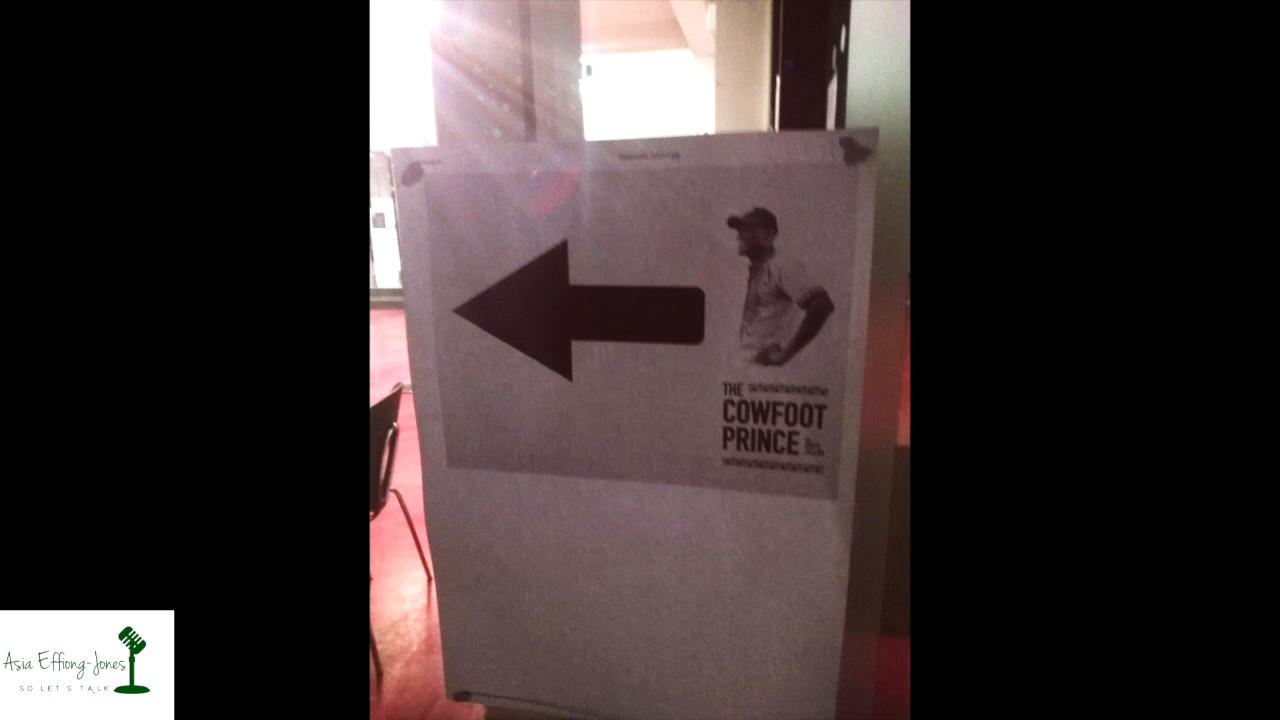 THE
COWFOOT
PRINCE
Asia Effiong-Jones
SO LET'S TALK